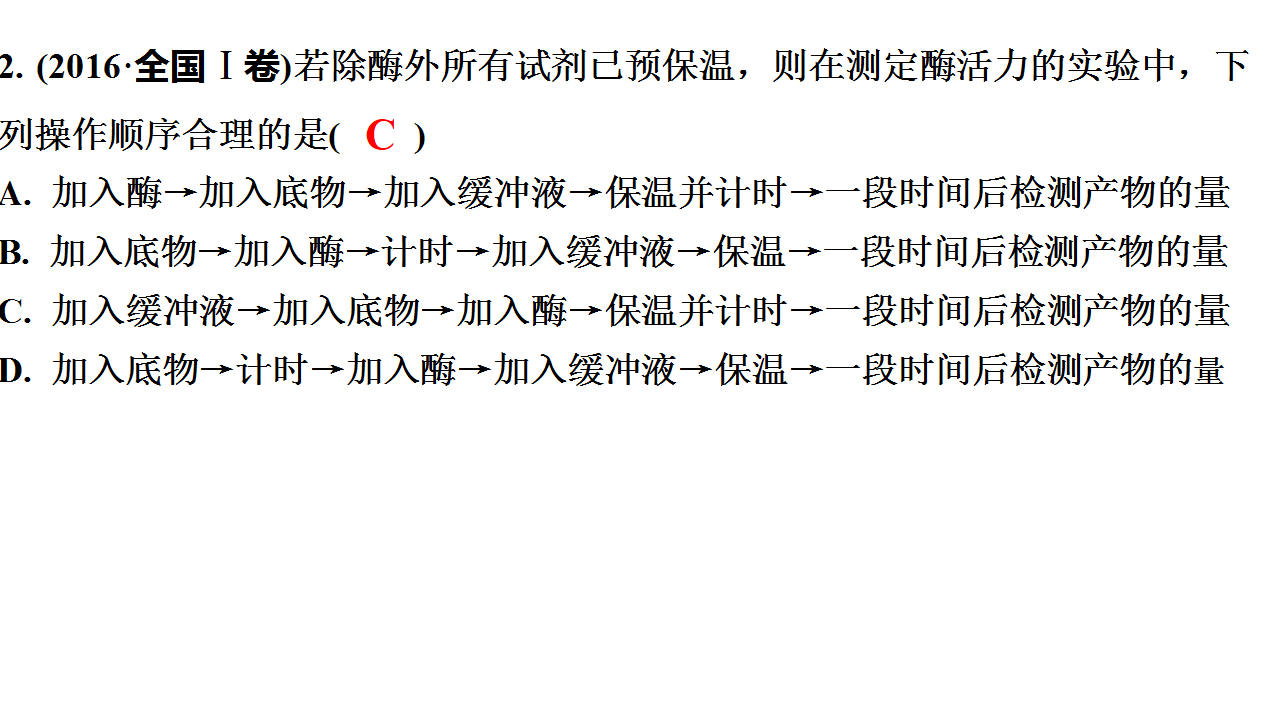 2. (2016·全国Ⅰ卷)若除酶外所有试剂已预保温，则在测定酶活力的实验中，下
列操作顺序合理的是( C )
A. 加入酶→加入底物→加入缓冲液→保温并计时→一段时间后检测产物的量
B. 加入底物→加入酶→计时→加入缓冲液→保温→一段时间后检测产物的量
C. 加入缓冲液→加入底物→加入酶→保温并计时→一段时间后检测产物的量
D. 加入底物→计时→加入酶→加入缓冲液→保温→一段时间后检测产物的量